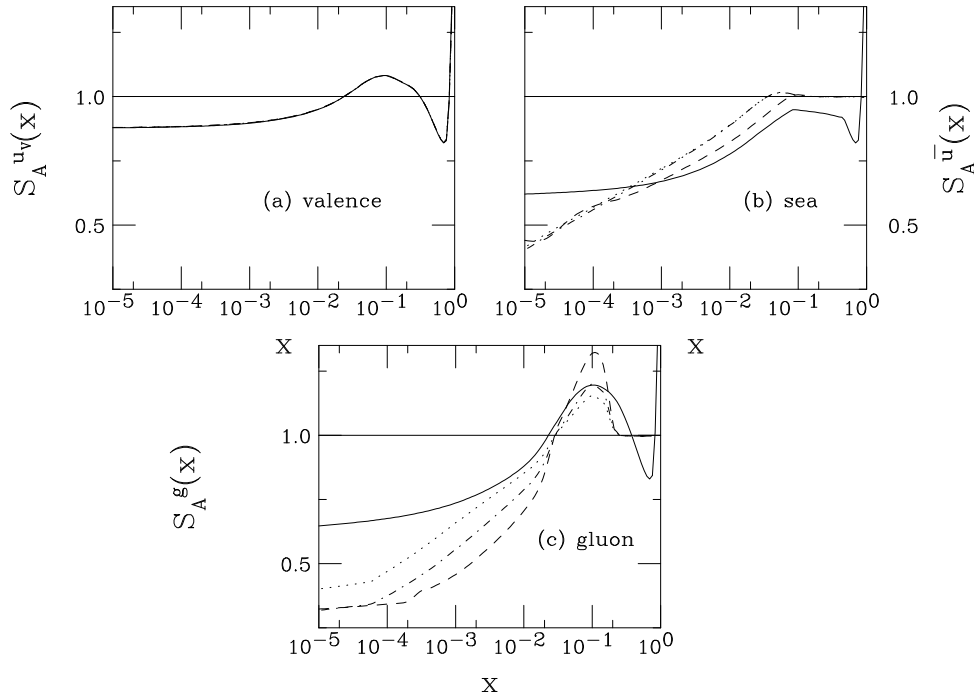 S_A^{u_v}(x)
1.0
0.5
(a) valence
10^{-5} 10^{-4} 10^{-3} 10^{-2} 10^{-1} 10^0
x
S_A^{ū}(x)
1.0
0.5
(b) sea
10^{-5} 10^{-4} 10^{-3} 10^{-2} 10^{-1} 10^0
x
S_A^g(x)
1.0
0.5
(c) gluon
10^{-5} 10^{-4} 10^{-3} 10^{-2} 10^{-1} 10^0
x